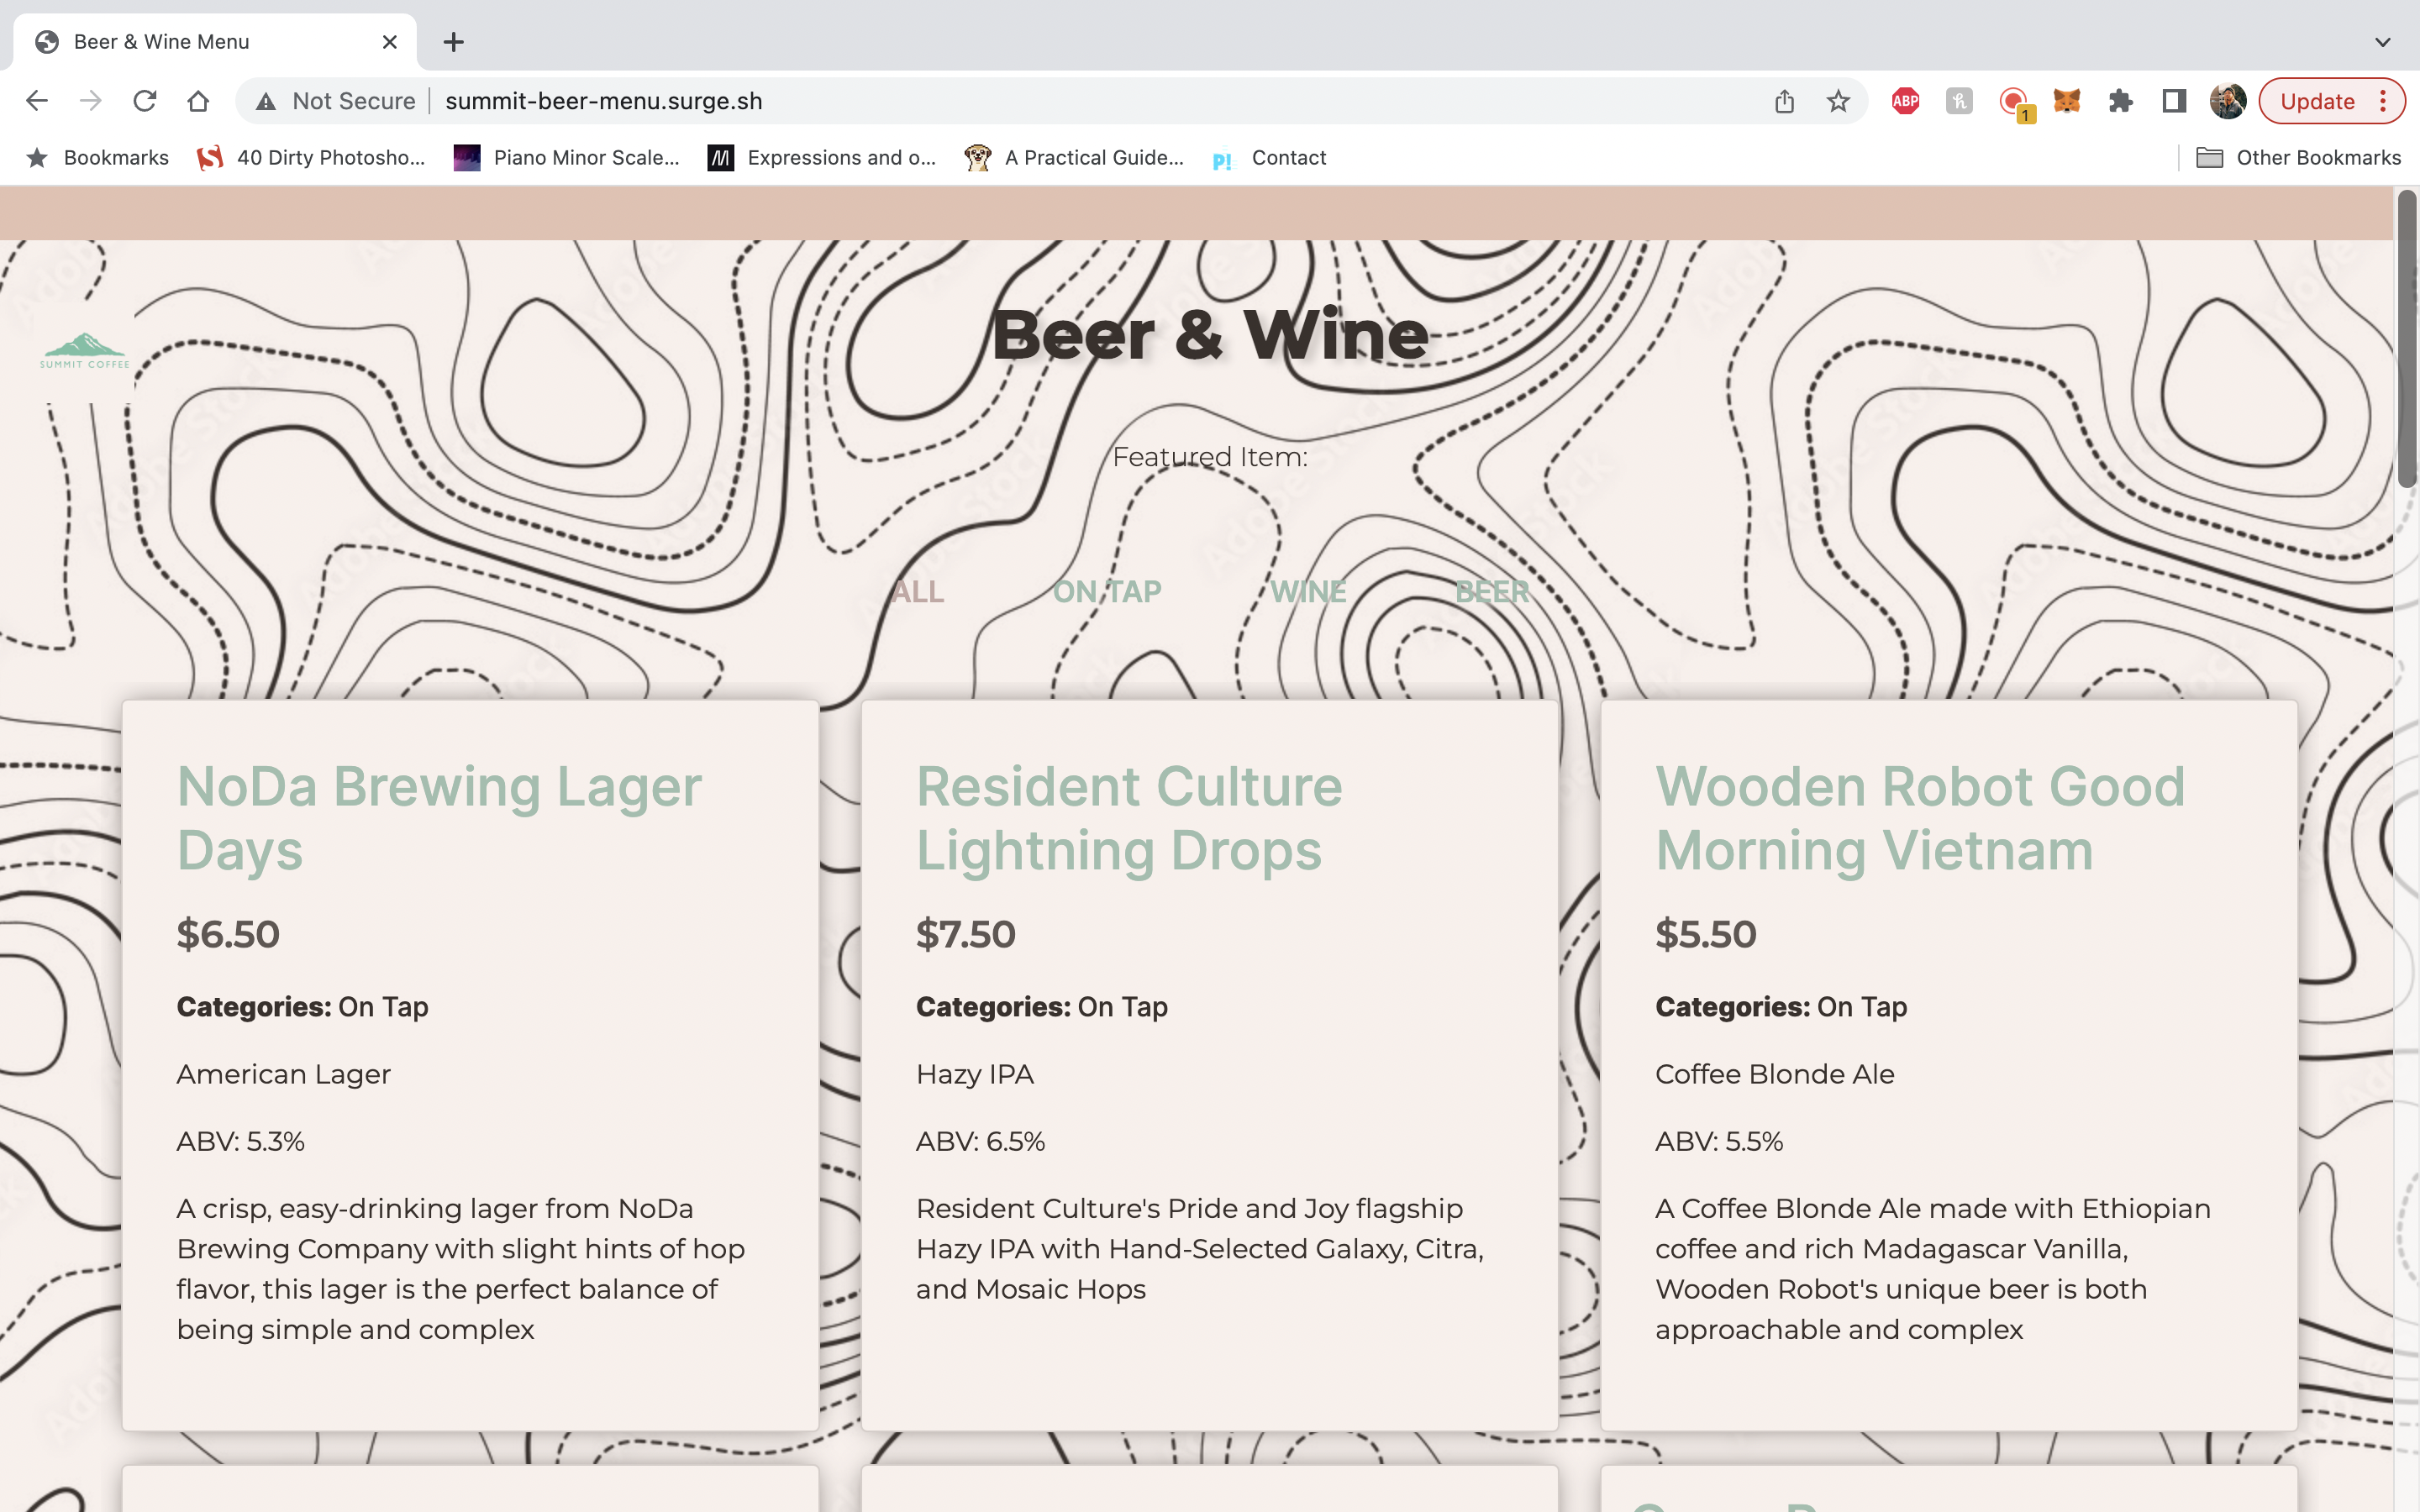 Beer & Wine Menu
Not Secure
summit-beer-menu.surge.sh
ABP
1
Update
Bookmarks
40 Dirty Photosho...
Piano Minor Scale...
Expressions and o...
A Practical Guide...
p!
Contact
Other Bookmarks
SUMMIT COFFEE
Beer & Wine
Featured Item:
ALL
ON TAP
WINE
BEER
NoDa Brewing Lager
Days
$6.50
Categories: On Tap
American Lager
ABV: 5.3%
A crisp, easy-drinking lager from NoDa
Brewing Company with slight hints of hop
flavor, this lager is the perfect balance of
being simple and complex
Resident Culture
Lightning Drops
$7.50
Categories: On Tap
Hazy IPA
ABV: 6.5%
Resident Culture's Pride and Joy flagship
Hazy IPA with Hand-Selected Galaxy, Citra,
and Mosaic Hops
Wooden Robot Good
Morning Vietnam
$5.50
Categories: On Tap
Coffee Blonde Ale
ABV: 5.5%
A Coffee Blonde Ale made with Ethiopian
coffee and rich Madagascar Vanilla,
Wooden Robot's unique beer is both
approachable and complex